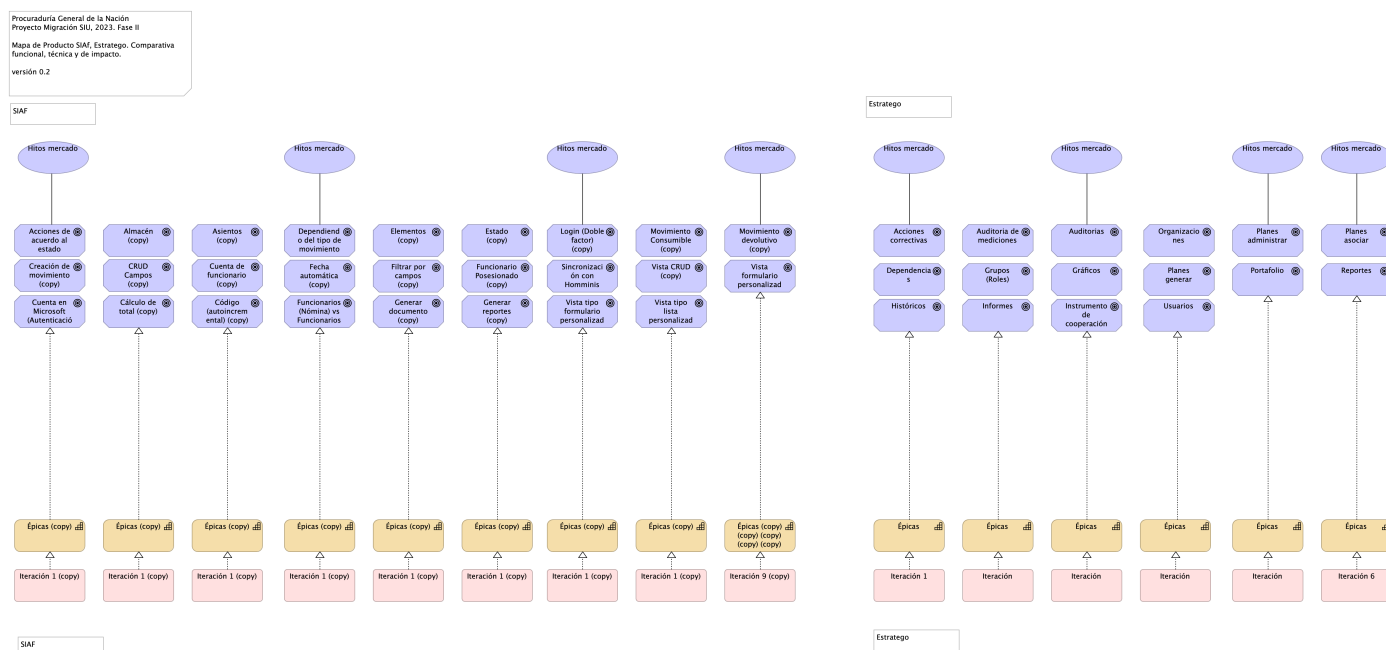 Procuraduría General de la Nación
Proyecto Migración SIU, 2023. Fase II
Mapa de Producto SIAf, Estratego. Comparativa
funcional, técnica y de impacto.
versión 0.2
SIAF
Hitos mercado
Hitos mercado
Hitos mercado
Hitos mercado
Acciones de
acuerdo al
estado
Almacén
(copy)
Asientos
(copy)
Dependiend
o del tipo de
movimiento
Elementos
(copy)
Estado
(copy)
Login (Doble
factor)
(copy)
Movimiento
Consumible
(copy)
Movimiento
devolutivo
(copy)
Creación de
movimiento
(copy)
CRUD
Campos
(copy)
Cuenta de
funcionario
(copy)
Fecha
automática
(copy)
Filtrar por
campos
(copy)
Funcionario
Posesionado
(copy)
Sincronizaci
ón con
Homminis
Vista CRUD
(copy)
Vista
formulario
personalizad
Cuenta en
Microsoft
(Autenticació
Cálculo de
total (copy)
Código
(autoincrem
ental) (copy)
Funcionarios
(Nómina) vs
Funcionarios
Generar
documento
(copy)
Generar
reportes
(copy)
Vista tipo
formulario
personalizad
Vista tipo
lista
personalizad
Épicas (copy)
Épicas (copy)
Épicas (copy)
Épicas (copy)
Épicas (copy)
Épicas (copy)
Épicas (copy)
Épicas (copy)
Épicas (copy)
(copy) (copy)
(copy) (copy)
Iteración 1 (copy)
Iteración 1 (copy)
Iteración 1 (copy)
Iteración 1 (copy)
Iteración 1 (copy)
Iteración 1 (copy)
Iteración 1 (copy)
Iteración 1 (copy)
Iteración 9 (copy)
SIAF
Estratego
Hitos mercado
Hitos mercado
Hitos mercado
Hitos mercado
Acciones
correctivas
Auditoria de
mediciones
Auditorias
Organizacio
nes
Planes
administrar
Planes
asociar
Dependencia
s
Grupos
(Roles)
Gráficos
Planes
generar
Portafolio
Reportes
Históricos
Informes
Instrumento
de
cooperación
Usuarios
Épicas
Épicas
Épicas
Épicas
Épicas
Épicas
Iteración 1
Iteración
Iteración
Iteración
Iteración
Iteración 6
Estratego